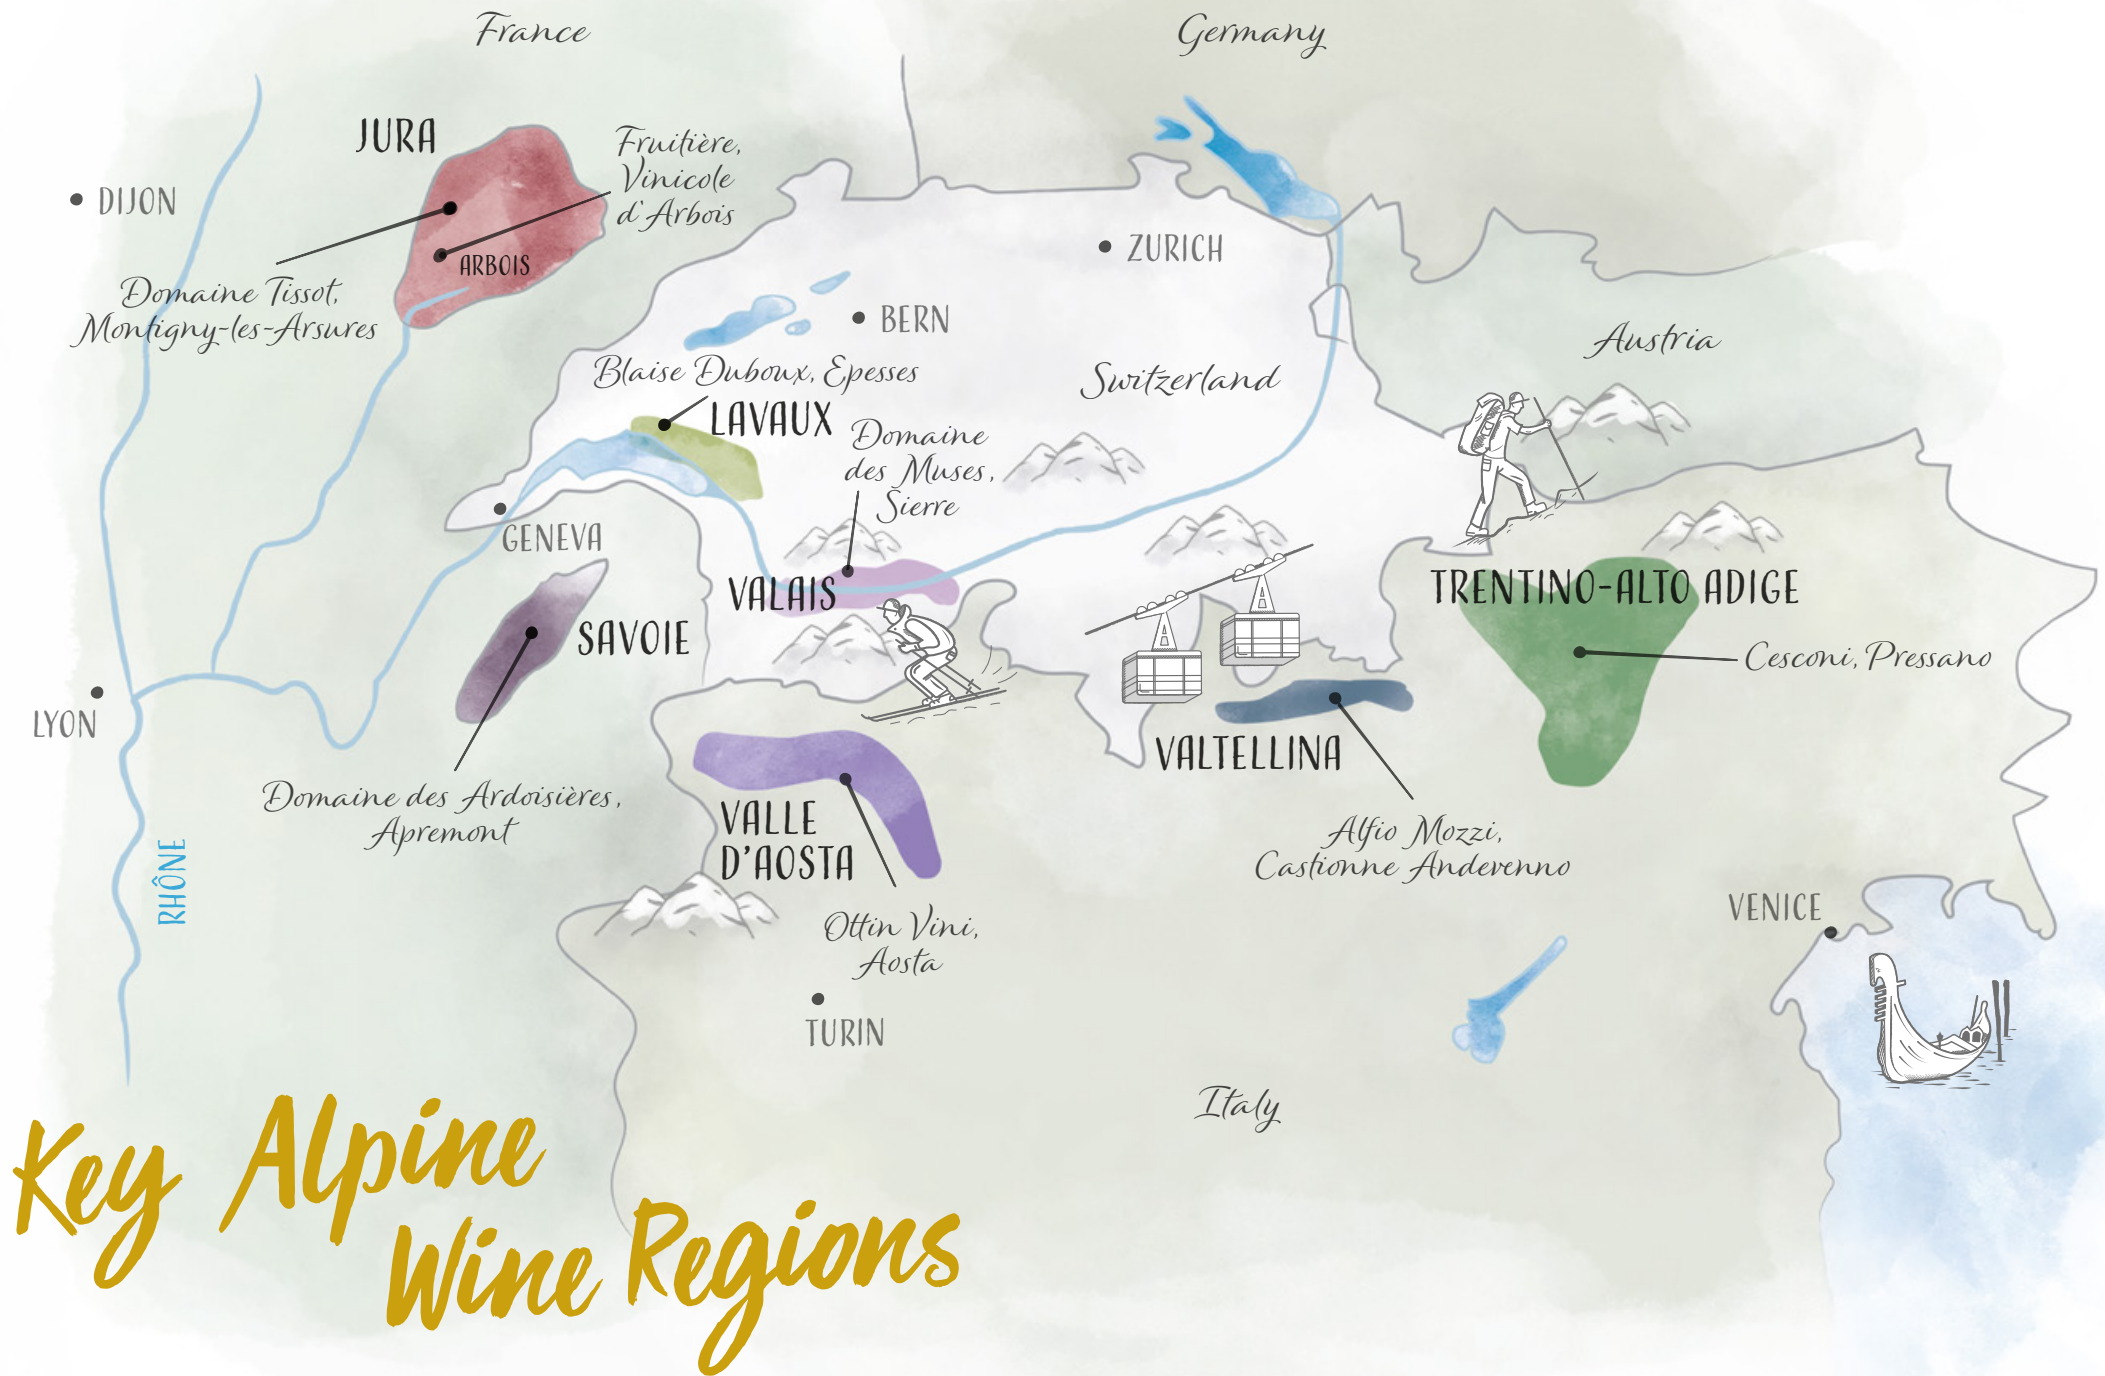 France
Germany
JURA
Fruitière,
Vinicole
d'Arbois
DIJON
ZURICH
ARBOIS
Domaine Tissot,
Montigny-les-Arsures
BERN
Austria
Blaise Duboux, Epesses
Switzerland
LAVAUX
Domaine
des Muses,
Sierre
GENEVA
VALAIS
TRENTINO-ALTO ADIGE
SAVOIE
Cesconi, Pressano
LYON
VALTELLINA
Domaine des Ardoisières,
Apremont
VALLE
D'AOSTA
Alfio Mozzi,
Castionne Andevenno
RHÔNE
VENICE
Ottin Vini,
Aosta
TURIN
Italy
Key Alpine
Wine Regions